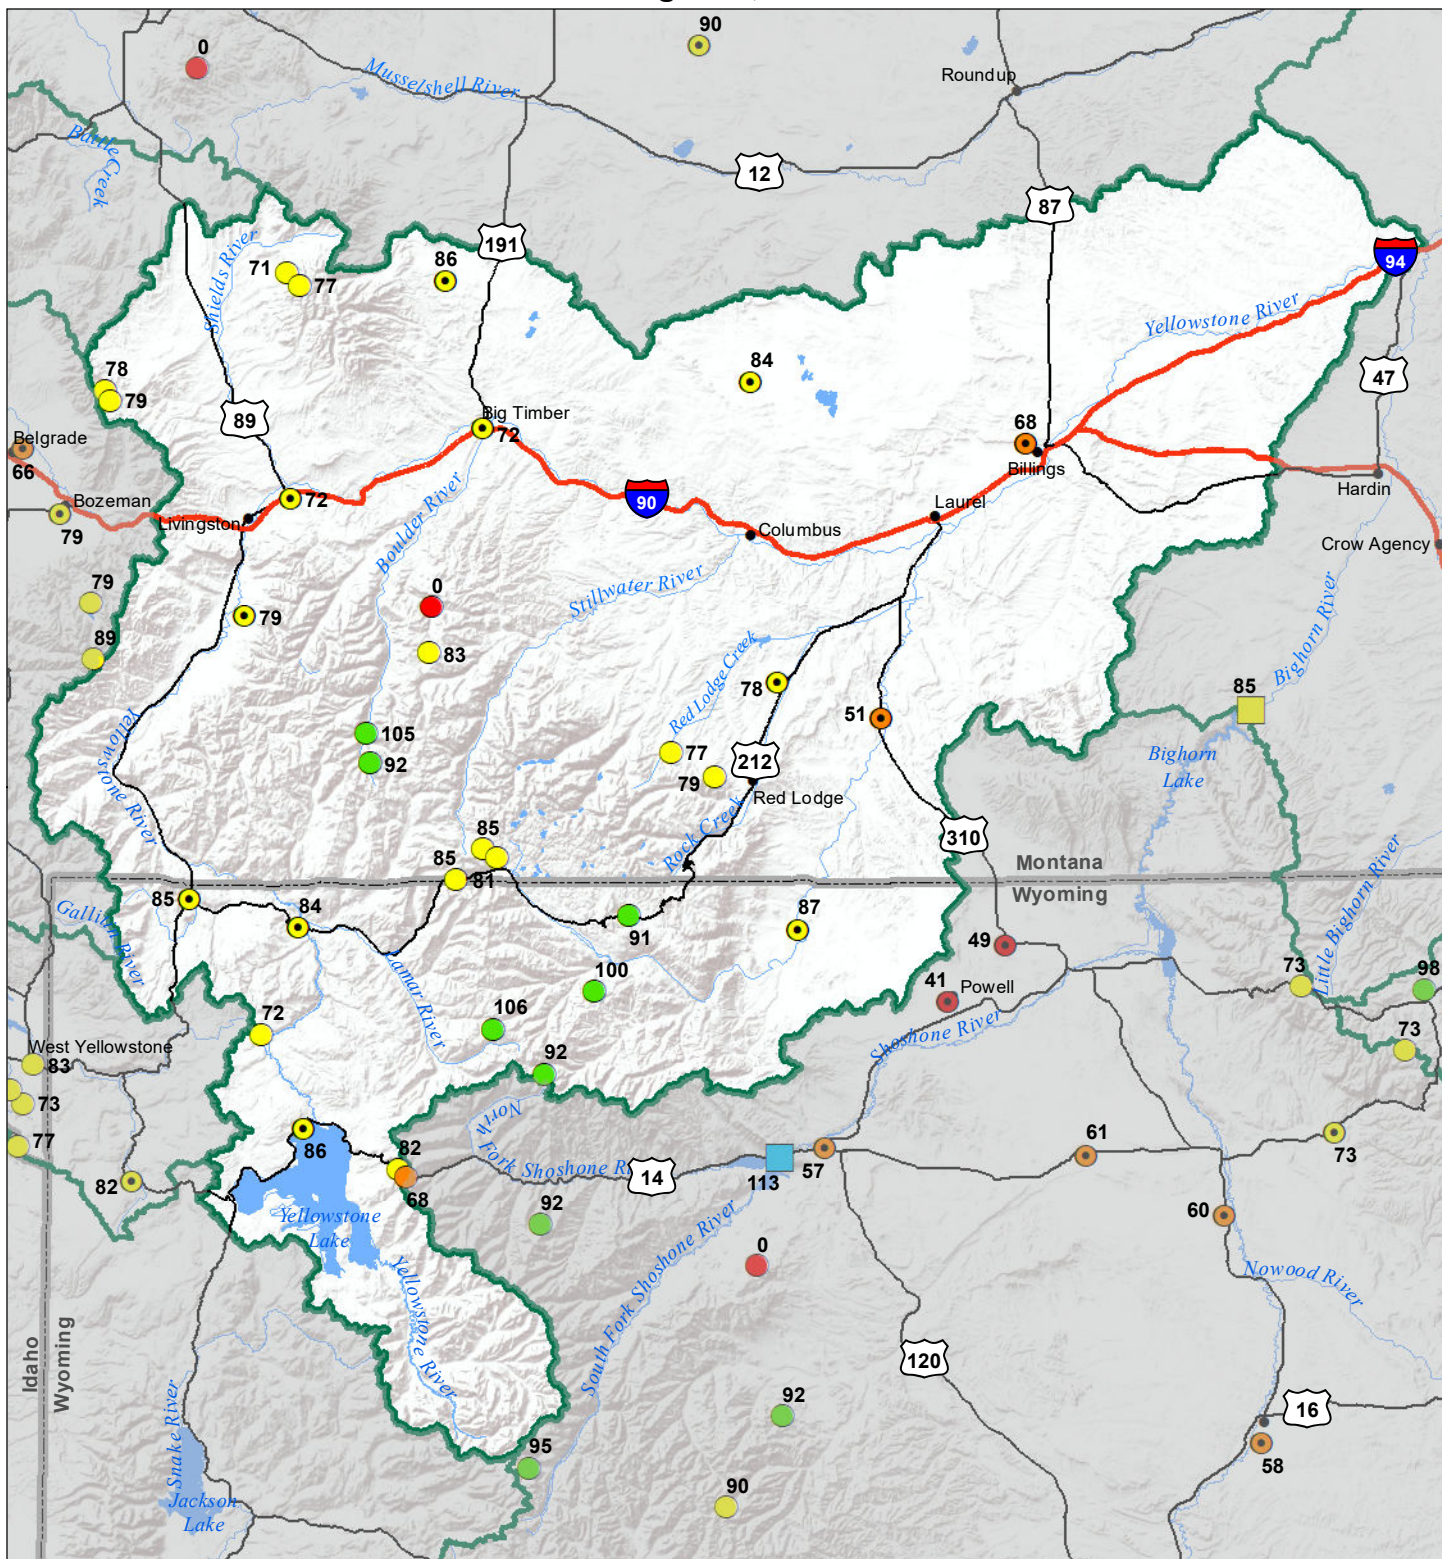 90
0
Musselshell River
Roundup
Battle Creek
12
87
191
94
Shields River
71
77
86
Yellowstone River
78
79
84
47
89
Big Timber
72
68
Billings
Belgrade
66
Bozeman
79
72
Livingston
90
Laurel
Hardin
Columbus
Crow Agency
Boulder River
Stillwater River
79
0
79
89
83
Red Lodge Creek
Bighorn River
78
51
85
Yellowstone River
105
92
77
79
212
Red Lodge
Bighorn
Lake
Rock Creek
310
85
85
81
Montana
Wyoming
Little Bighorn River
Gallatin River
85
84
91
87
49
73
98
Lamar River
100
41
Powell
106
Shoshone River
72
West Yellowstone
83
92
73
73
77
North
Fork Shoshone R
86
82
68
14
113
57
61
73
82
92
60
Yellowstone
Lake
South Fork Shoshone River
0
Nowood River
Yellowstone River
Idaho
Wyoming
120
Snake River
92
16
95
58
90
Jackson
Lake